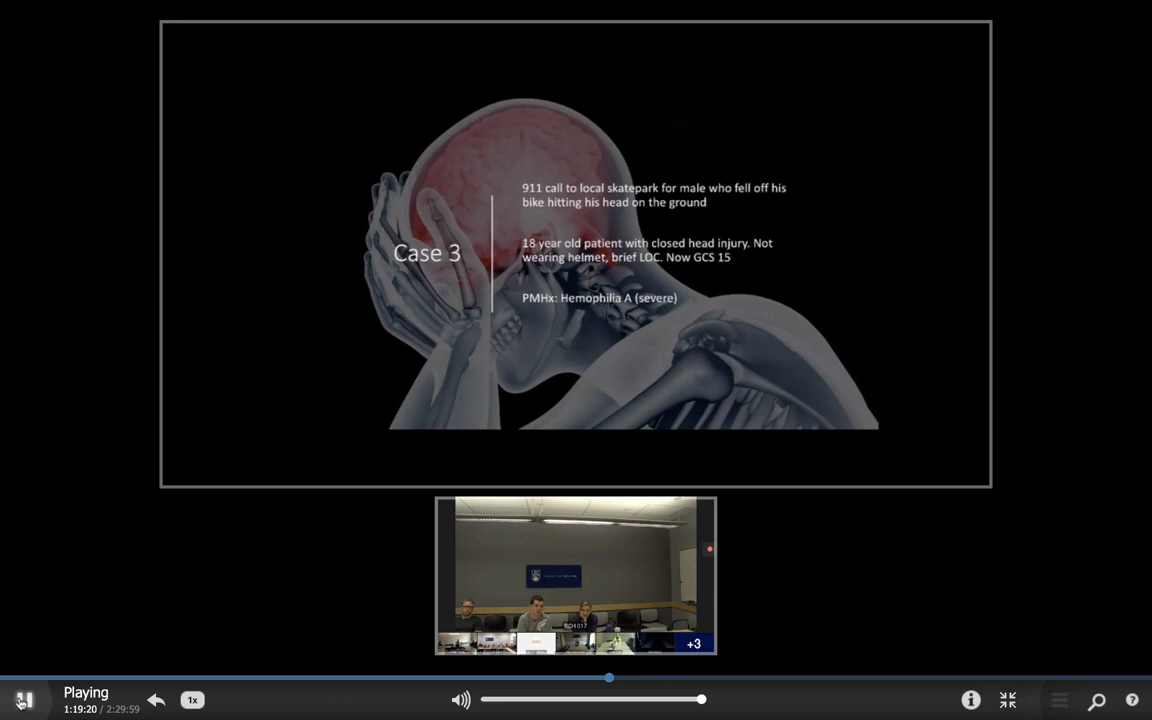 911 call to local skatepark for male who fell off his
bike hitting his head on the ground
Case 3
18 year old patient with closed head injury. Not
wearing helmet, brief LOC. Now GCS 15
PMHx: Hemophilia A (severe)
RCH 017
+3
Playing
1:19:20 / 2:29:59
1x